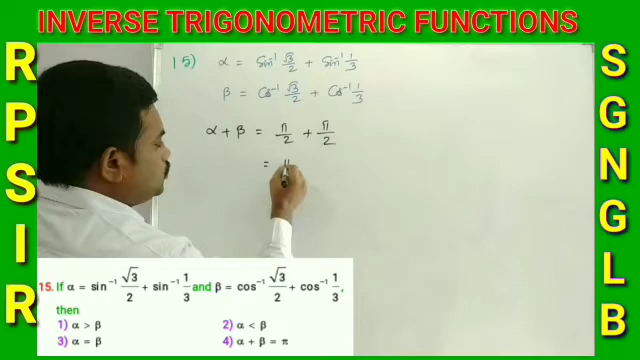 INVERSE TRIGONOMETRIC FUNCTIONS
R P S I R
S G N G L B
15) α = Sin⁻¹ √3/2 + Sin⁻¹ 1/3
β = Cos⁻¹ √3/2 + Cos⁻¹ 1/3
α + β = π/2 + π/2
= π
15. If α = sin⁻¹ √3/2 + sin⁻¹ 1/3 and β = cos⁻¹ √3/2 + cos⁻¹ 1/3,
then
1) α > β 2) α < β
3) α = β 4) α + β = π